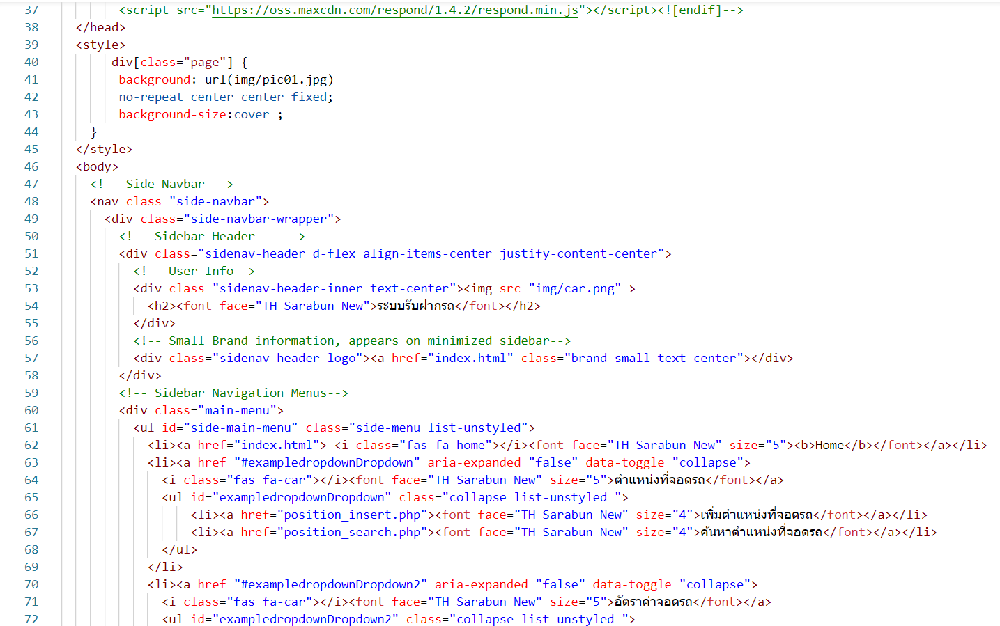 37 <script src="https://oss.maxcdn.com/respond/1.4.2/respond.min.js"></script><![endif]-->
38 </head>
39 <style>
40 div[class="page"] {
41 background: url(img/pic01.jpg)
42 no-repeat center center fixed;
43 background-size:cover ;
44 }
45 </style>
46 <body>
47 <!-- Side Navbar -->
48 <nav class="side-navbar">
49 <div class="side-navbar-wrapper">
50 <!-- Sidebar Header    -->
51 <div class="sidenav-header d-flex align-items-center justify-content-center">
52 <!-- User Info-->
53 <div class="sidenav-header-inner text-center"><img src="img/car.png" >
54 <h2><font face="TH Sarabun New">ระบบรับฝากรถ</font></h2>
55 </div>
56 <!-- Small Brand information, appears on minimized sidebar-->
57 <div class="sidenav-header-logo"><a href="index.html" class="brand-small text-center"></div>
58 </div>
59 <!-- Sidebar Navigation Menus-->
60 <div class="main-menu">
61 <ul id="side-main-menu" class="side-menu list-unstyled">
62 <li><a href="index.html"> <i class="fas fa-home"></i><font face="TH Sarabun New" size="5"><b>Home</b></font></a></li>
63 <li><a href="#exampledropdownDropdown" aria-expanded="false" data-toggle="collapse">
64 <i class="fas fa-car"></i><font face="TH Sarabun New" size="5">ตำแหน่งที่จอดรถ</font></a>
65 <ul id="exampledropdownDropdown" class="collapse list-unstyled ">
66 <li><a href="position_insert.php"><font face="TH Sarabun New" size="4">เพิ่มตำแหน่งที่จอดรถ</font></a></li>
67 <li><a href="position_search.php"><font face="TH Sarabun New" size="4">ค้นหาตำแหน่งที่จอดรถ</font></a></li>
68 </ul>
69 </li>
70 <li><a href="#exampledropdownDropdown2" aria-expanded="false" data-toggle="collapse">
71 <i class="fas fa-car"></i><font face="TH Sarabun New" size="5">อัตราค่าจอดรถ</font></a>
72 <ul id="exampledropdownDropdown2" class="collapse list-unstyled ">